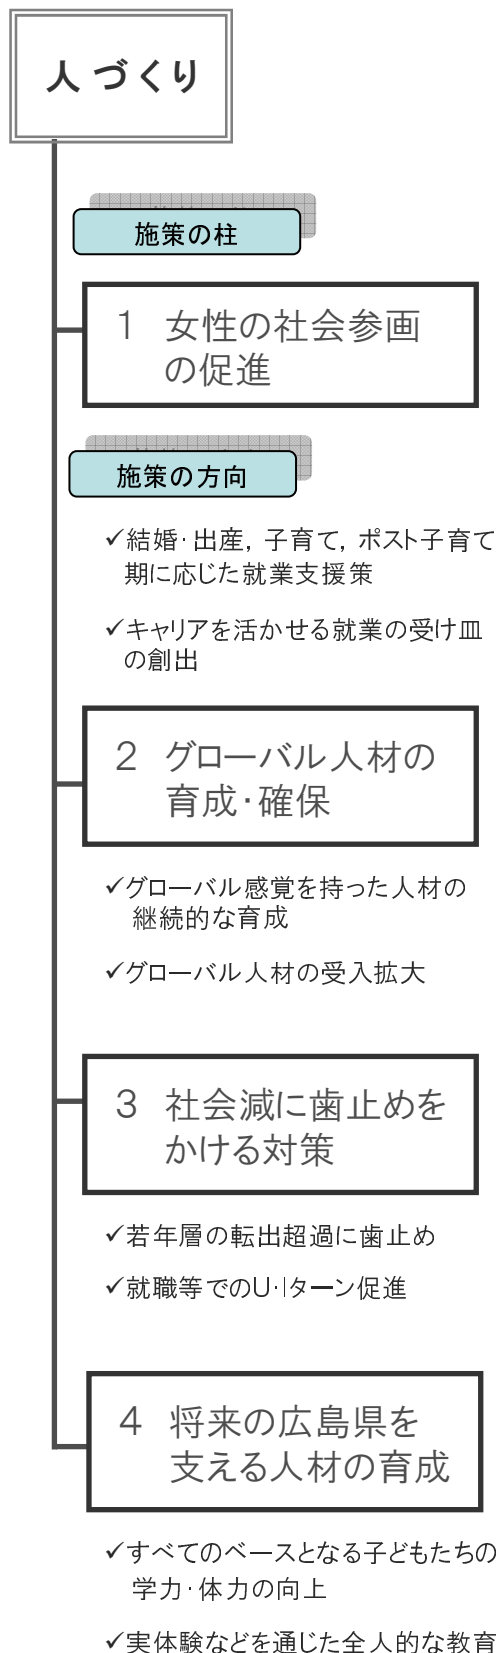 人づくり
施策の柱
1 女性の社会参画
の促進
施策の方向
✓結婚・出産，子育て，ポスト子育て
期に応じた就業支援策
✓キャリアを活かせる就業の受け皿
の創出
2 グローバル人材の
育成・確保
✓グローバル感覚を持った人材の
継続的な育成
✓グローバル人材の受入拡大
3 社会減に歯止めを
かける対策
✓若年層の転出超過に歯止め
✓就職等でのU・Iターン促進
4 将来の広島県を
支える人材の育成
✓すべてのベースとなる子どもたちの
学力・体力の向上
✓実体験などを通じた全人的な教育